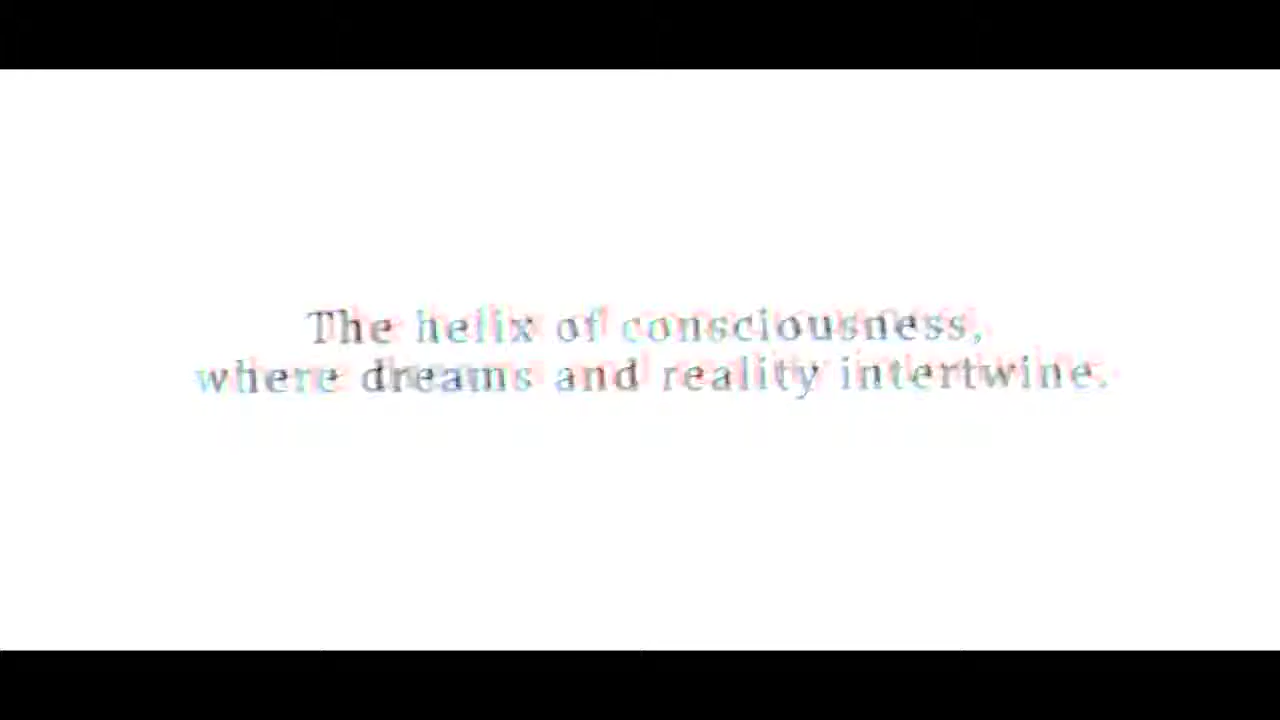 The helix of consciousness,
where dreams and reality intertwine.